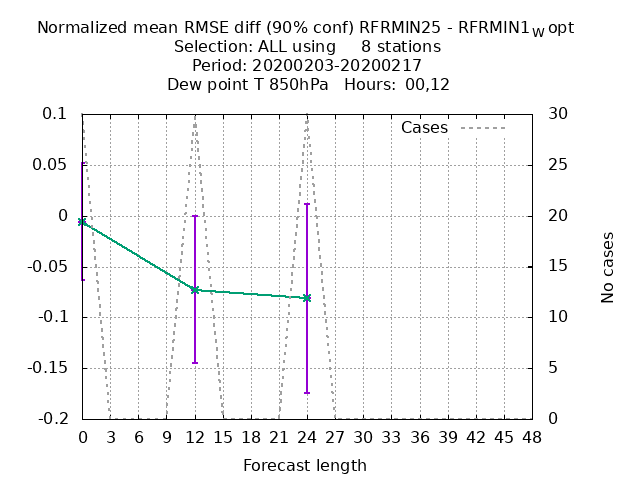 Normalized mean RMSE diff (90% conf) RFRMIN25 - RFRMIN1W opt
Selection: ALL using 8 stations
Period: 20200203-20200217
Dew point T 850hPa Hours: 00,12
Cases
0.1
0.05
0
-0.05
-0.1
-0.15
-0.2
30
25
20
15
10
5
0
No cases
0 3 6 9 12 15 18 21 24 27 30 33 36 39 42 45 48
Forecast length